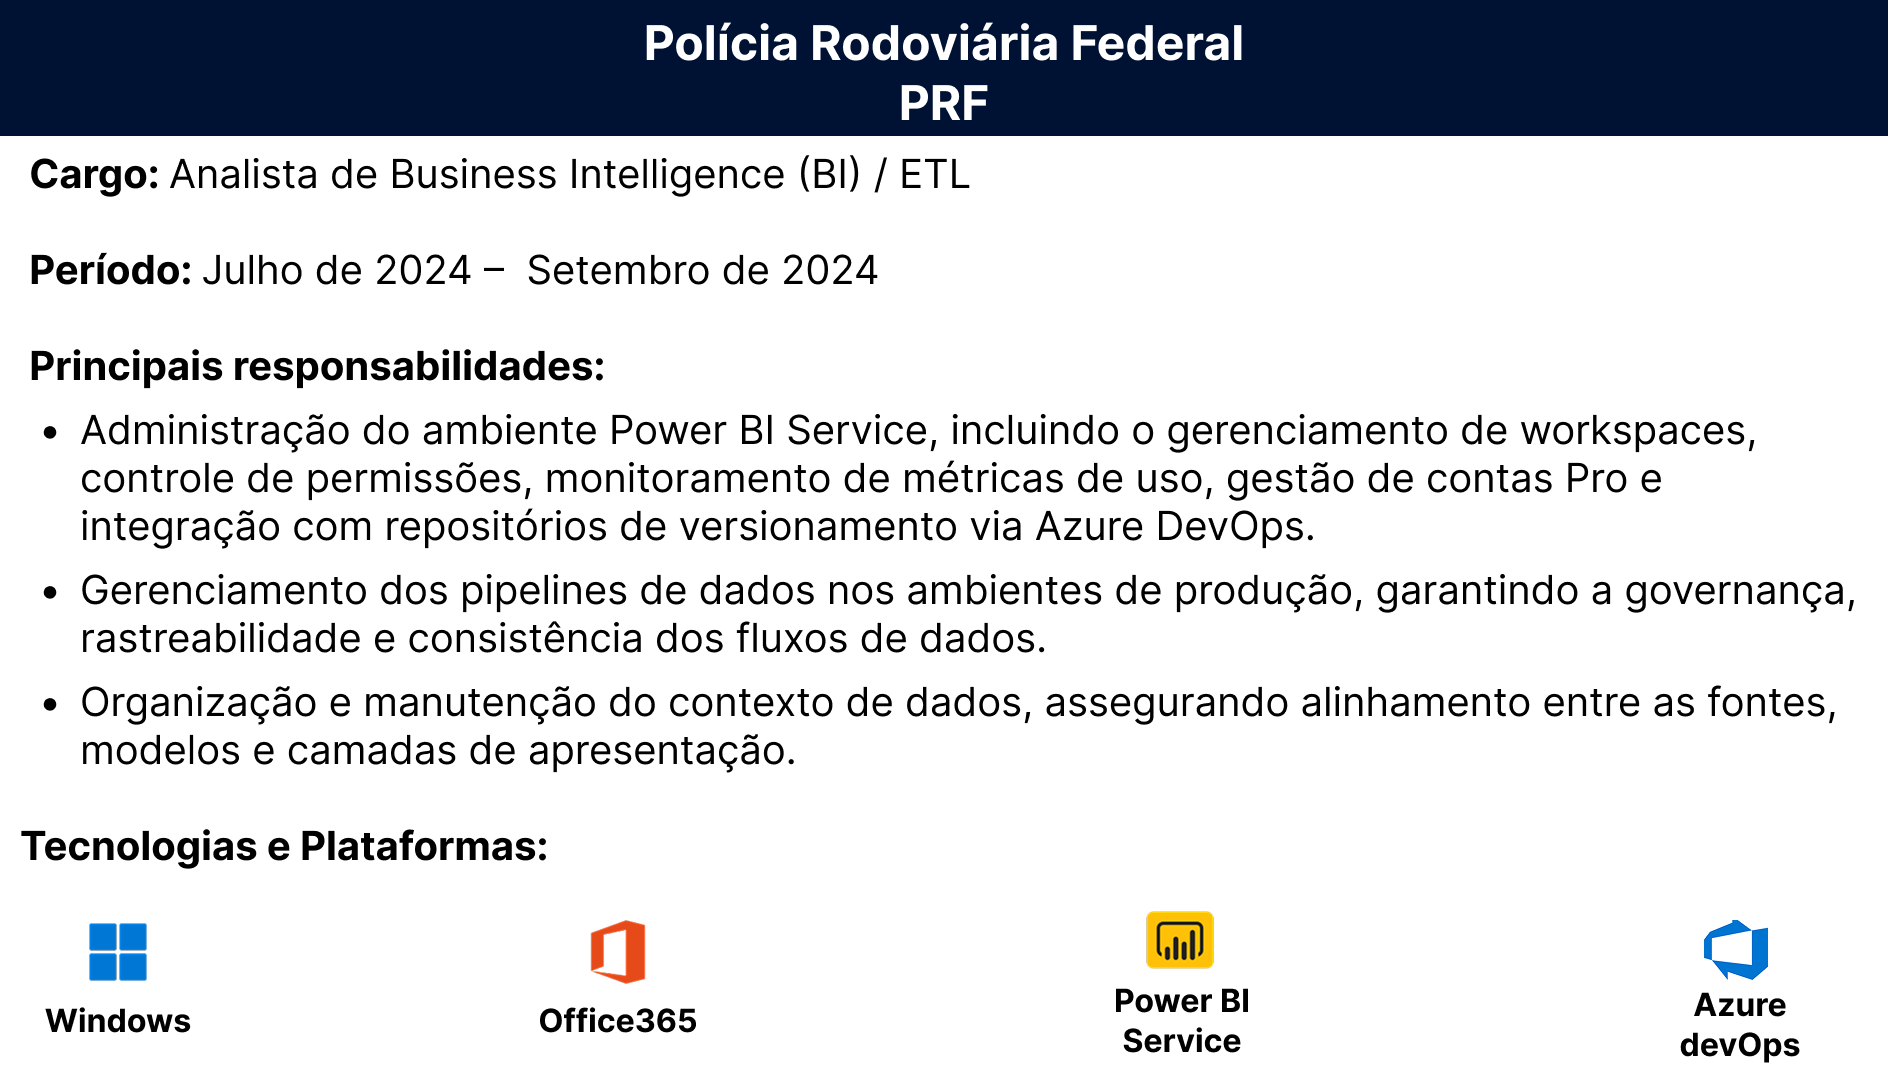 Polícia Rodoviária Federal
PRF
Cargo: Analista de Business Intelligence (BI) / ETL
Período: Julho de 2024 –  Setembro de 2024
Principais responsabilidades:
• Administração do ambiente Power BI Service, incluindo o gerenciamento de workspaces,
controle de permissões, monitoramento de métricas de uso, gestão de contas Pro e
integração com repositórios de versionamento via Azure DevOps.
• Gerenciamento dos pipelines de dados nos ambientes de produção, garantindo a governança,
rastreabilidade e consistência dos fluxos de dados.
• Organização e manutenção do contexto de dados, assegurando alinhamento entre as fontes,
modelos e camadas de apresentação.
Tecnologias e Plataformas:
Windows
Office365
Power BI
Service
Azure
devOps